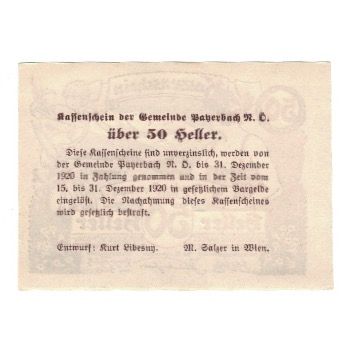 Kassenschein der Gemeinde Payerbach N. Ö.
über 50 Heller.
Diese Kassenscheine sind unverzinslich, werden von
der Gemeinde Payerbach N. Ö. bis 31. Dezember
1920 in Zahlung genommen und in der Zeit vom
15. bis 31. Dezember 1920 in gesetzlichem Bargelde
eingelöst. Die Nachahmung dieses Kassenscheines
wird gesetzlich bestraft.
Entwurf: Kurt Libesny. M. Salzer in Wien.